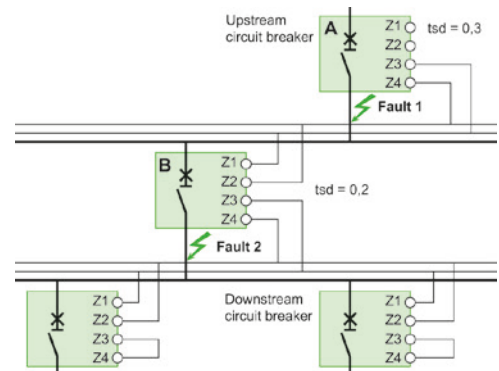 Upstream
circuit breaker
A
Z1
Z2
Z3
Z4
tsd = 0,3
Fault 1
B
Z1
Z2
Z3
Z4
tsd = 0,2
Fault 2
Downstream
circuit breaker
Z1
Z2
Z3
Z4
Z1
Z2
Z3
Z4